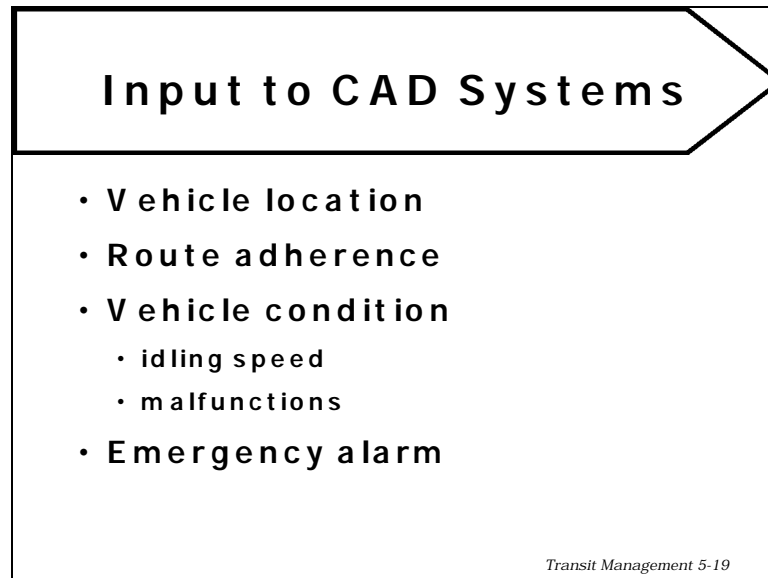 Input to CAD Systems
• Vehicle location
• Route adherence
• Vehicle condition
• idling speed
• malfunctions
• Emergency alarm
Transit Management 5-19